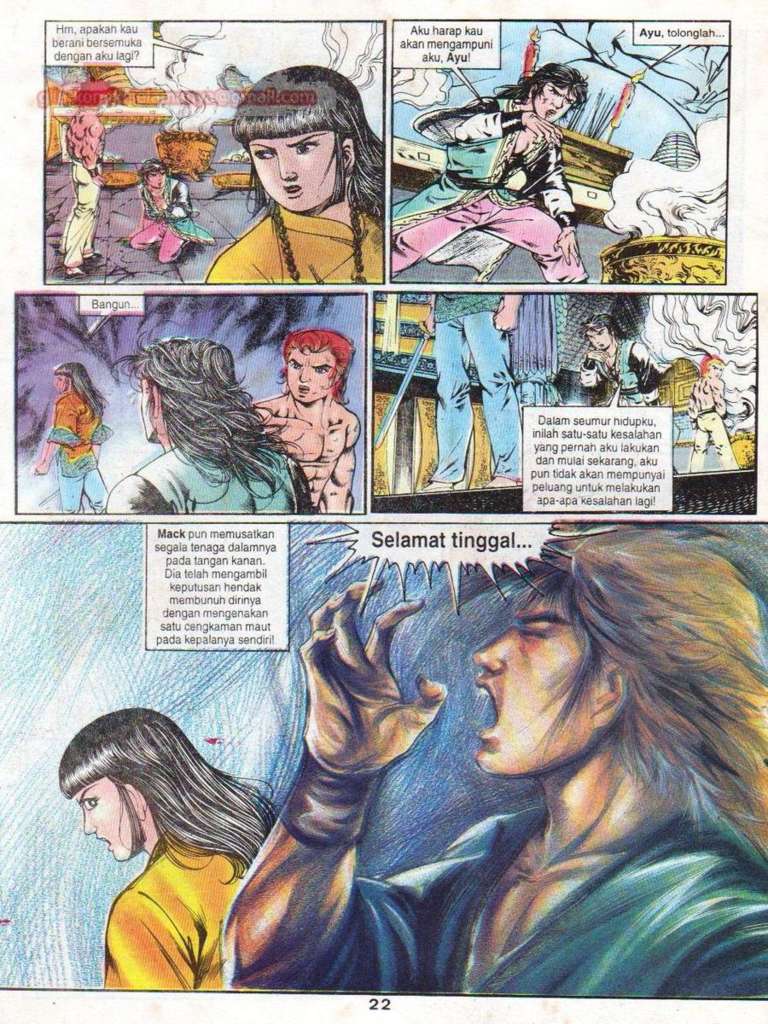 Hm, apakah kau
berani bersemuka
dengan aku lagi?
Aku harap kau
akan mengampuni
aku, Ayu!
Ayu, tolonglah...
Bangun...
Dalam seumur hidupku,
inilah satu-satu kesalahan
yang pernah aku lakukan
dan mulai sekarang, aku
pun tidak akan mempunyai
peluang untuk melakukan
apa-apa kesalahan lagi!
Mack pun memusatkan
segala tenaga dalamnya
pada tangan kanan.
Dia telah mengambil
keputusan hendak
membunuh dirinya
dengan mengenakan
satu cengkaman maut
pada kepalanya sendiri!
Selamat tinggal...
22